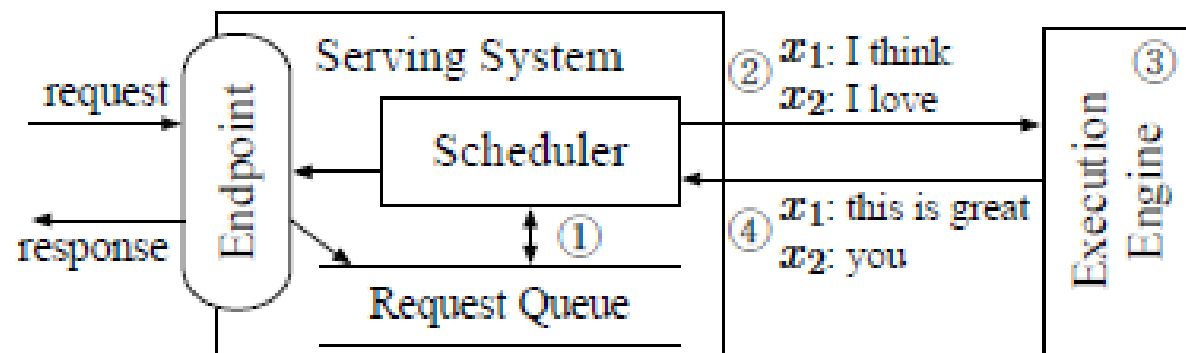 Serving System
request
response
Endpoint
Scheduler
①
Request Queue
② x₁: I think
x₂: I love
③
Execution
Engine
④ x₁: this is great
x₂: you